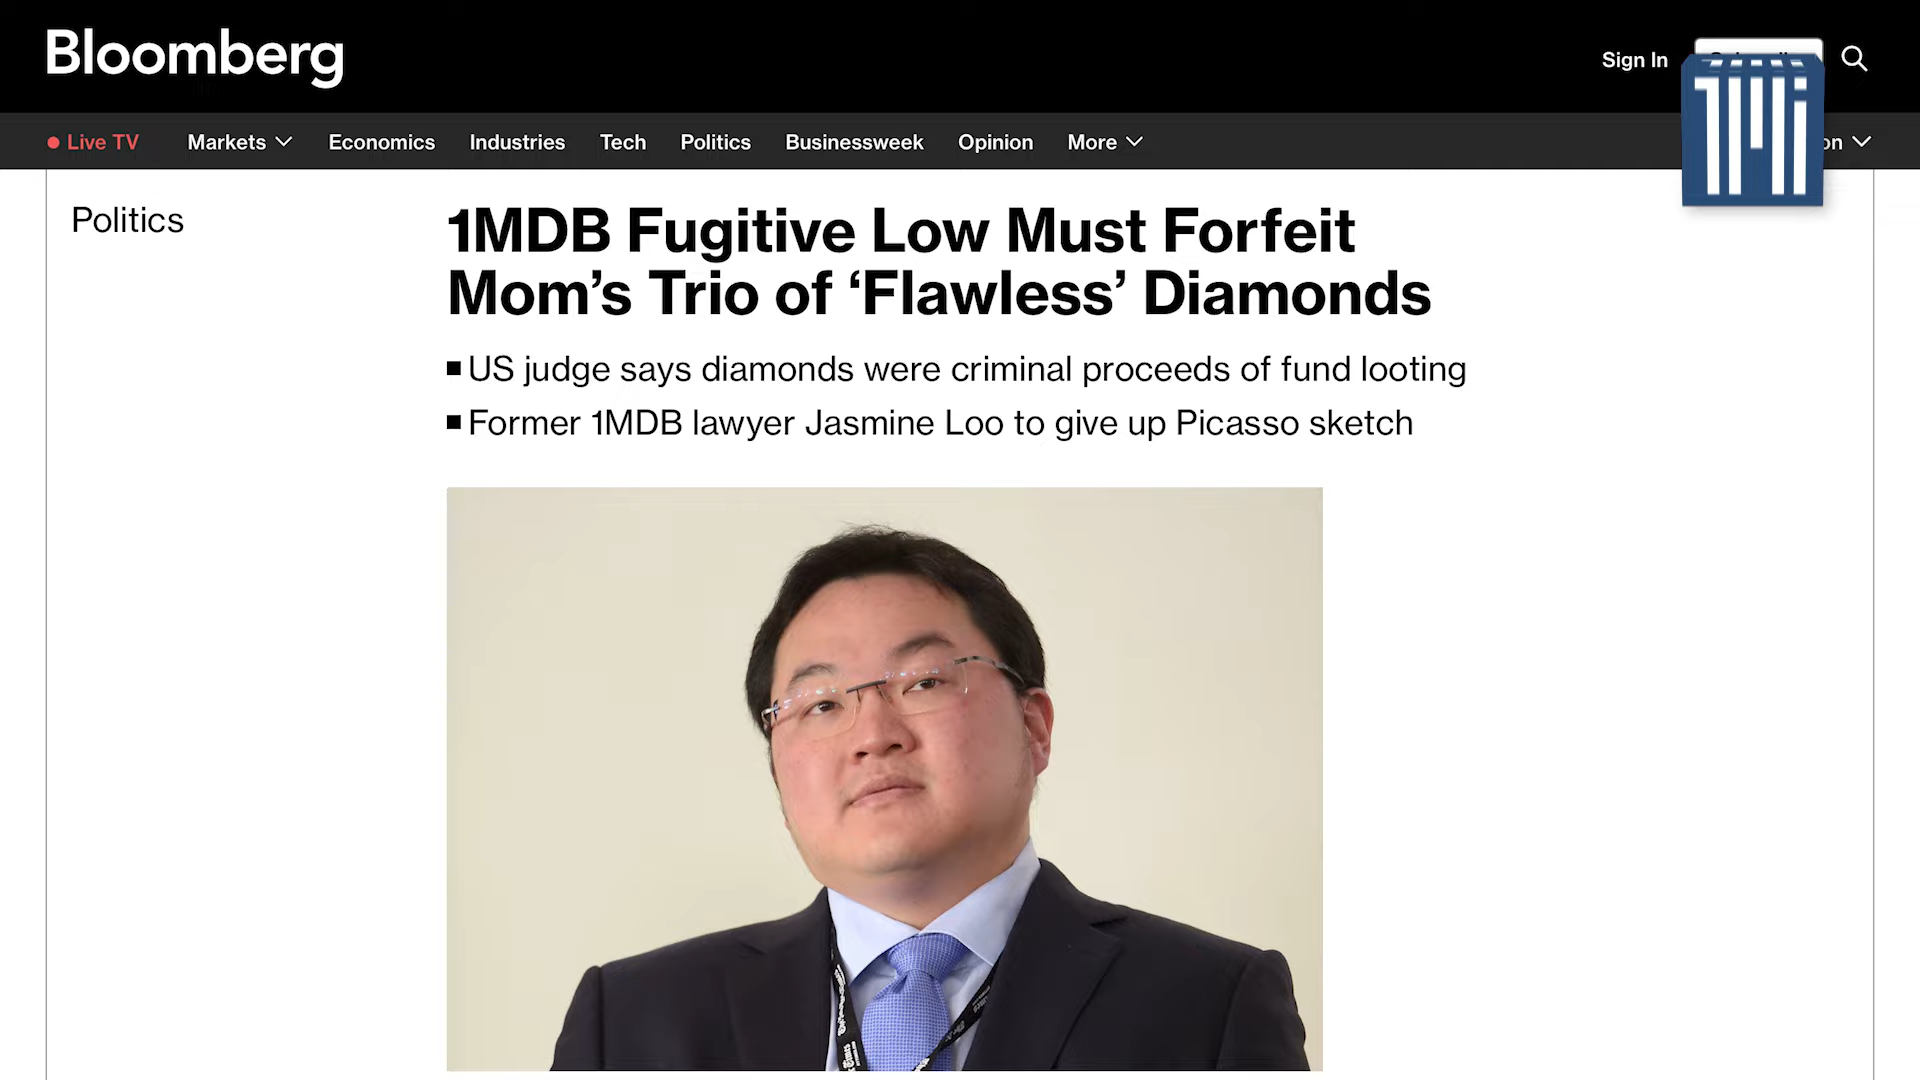 Bloomberg
Sign In
Live TV Markets Economics Industries Tech Politics Businessweek Opinion More
Politics
1MDB Fugitive Low Must Forfeit
Mom’s Trio of ‘Flawless’ Diamonds
US judge says diamonds were criminal proceeds of fund looting
Former 1MDB lawyer Jasmine Loo to give up Picasso sketch